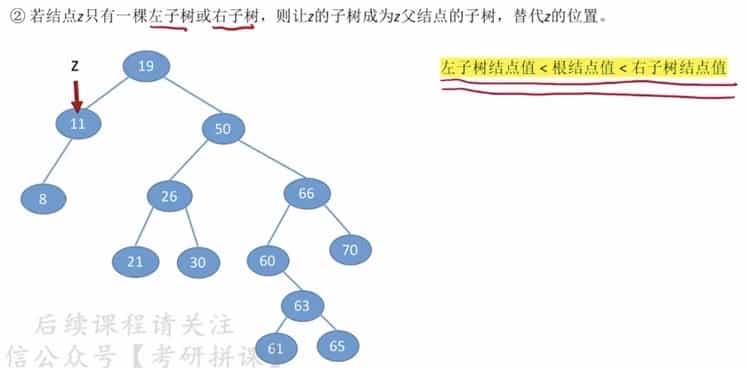 ② 若结点z只有一棵左子树或右子树，则让z的子树成为z父结点的子树，替代z的位置。
左子树结点值 < 根结点值 < 右子树结点值
z
19
11
50
8
26
66
21
30
60
70
63
61
65
后续课程请关注
信公众号【考研拼课